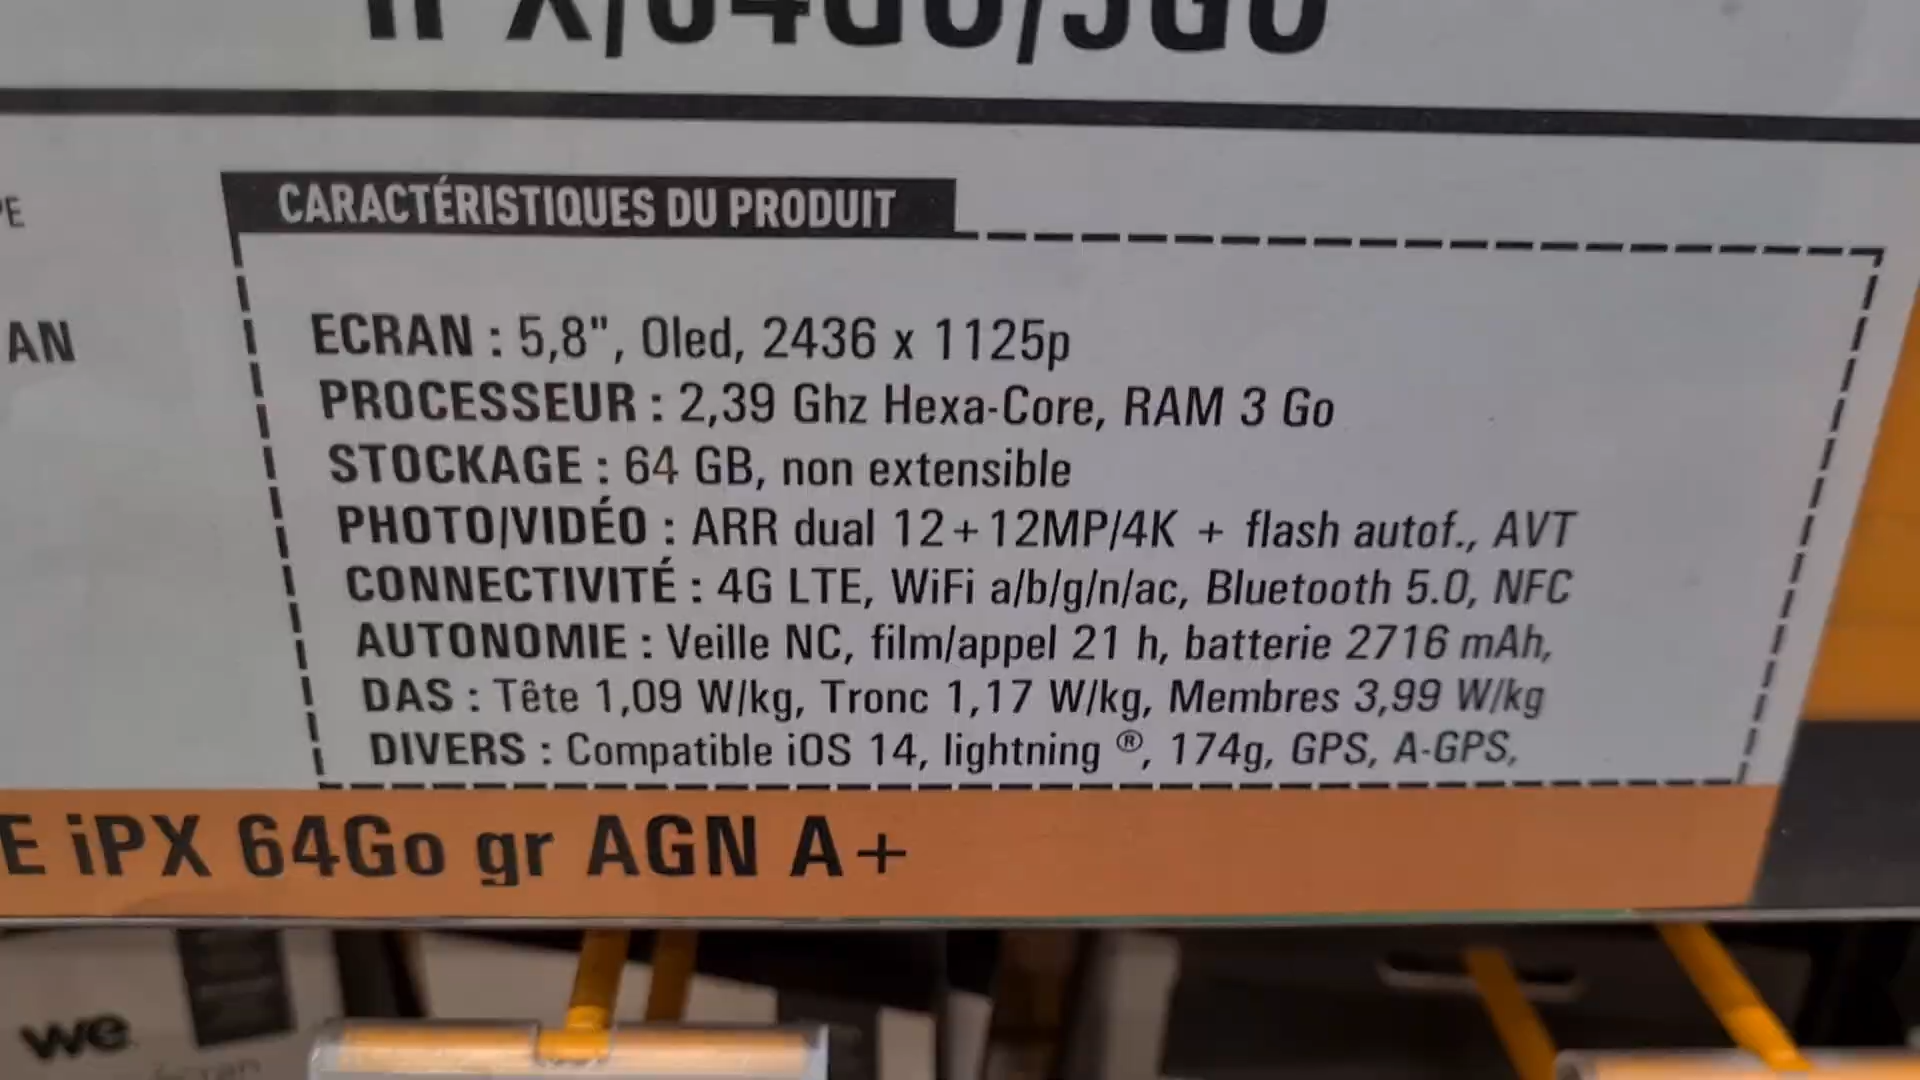 iPX/64Go/3Go
CARACTÉRISTIQUES DU PRODUIT
AN
ECRAN : 5,8", Oled, 2436 x 1125p
PROCESSEUR : 2,39 Ghz Hexa-Core, RAM 3 Go
STOCKAGE : 64 GB, non extensible
PHOTO/VIDÉO : ARR dual 12+12MP/4K + flash autof., AVT
CONNECTIVITÉ : 4G LTE, WiFi a/b/g/n/ac, Bluetooth 5.0, NFC
AUTONOMIE : Veille NC, film/appel 21 h, batterie 2716 mAh,
DAS : Tête 1,09 W/kg, Tronc 1,17 W/kg, Membres 3,99 W/kg
DIVERS : Compatible iOS 14, lightning ®, 174g, GPS, A-GPS,
E iPX 64Go gr AGN A+
we